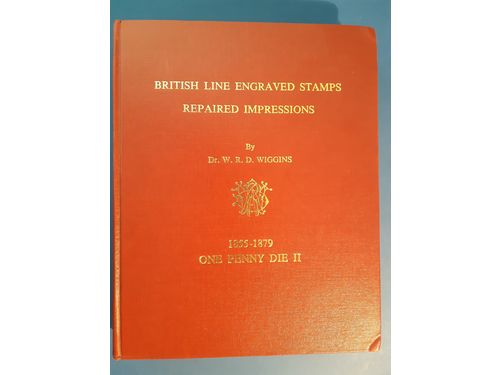 BRITISH LINE ENGRAVED STAMPS
REPAIRED IMPRESSIONS
By
Dr. W. R. D. WIGGINS
1855-1879
ONE PENNY DIE II